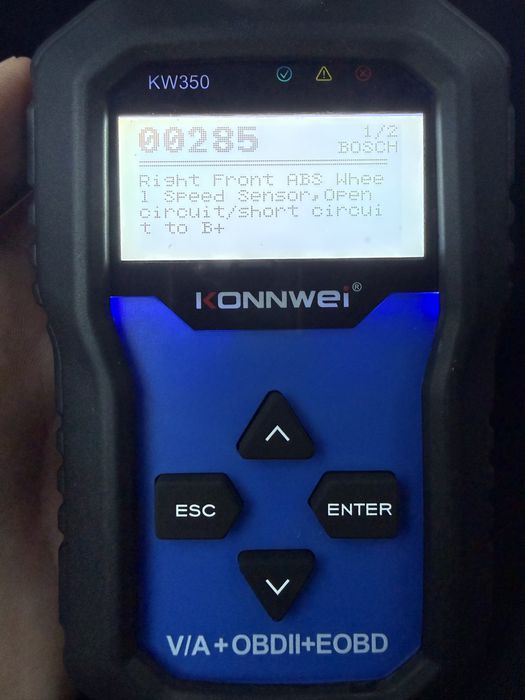 KW350
00285
1/2
BOSCH
Right Front ABS Whee
l Speed Sensor,Open
circuit/short circui
t to B+
KONNWEI®
ESC
ENTER
V/A+OBDII+EOBD